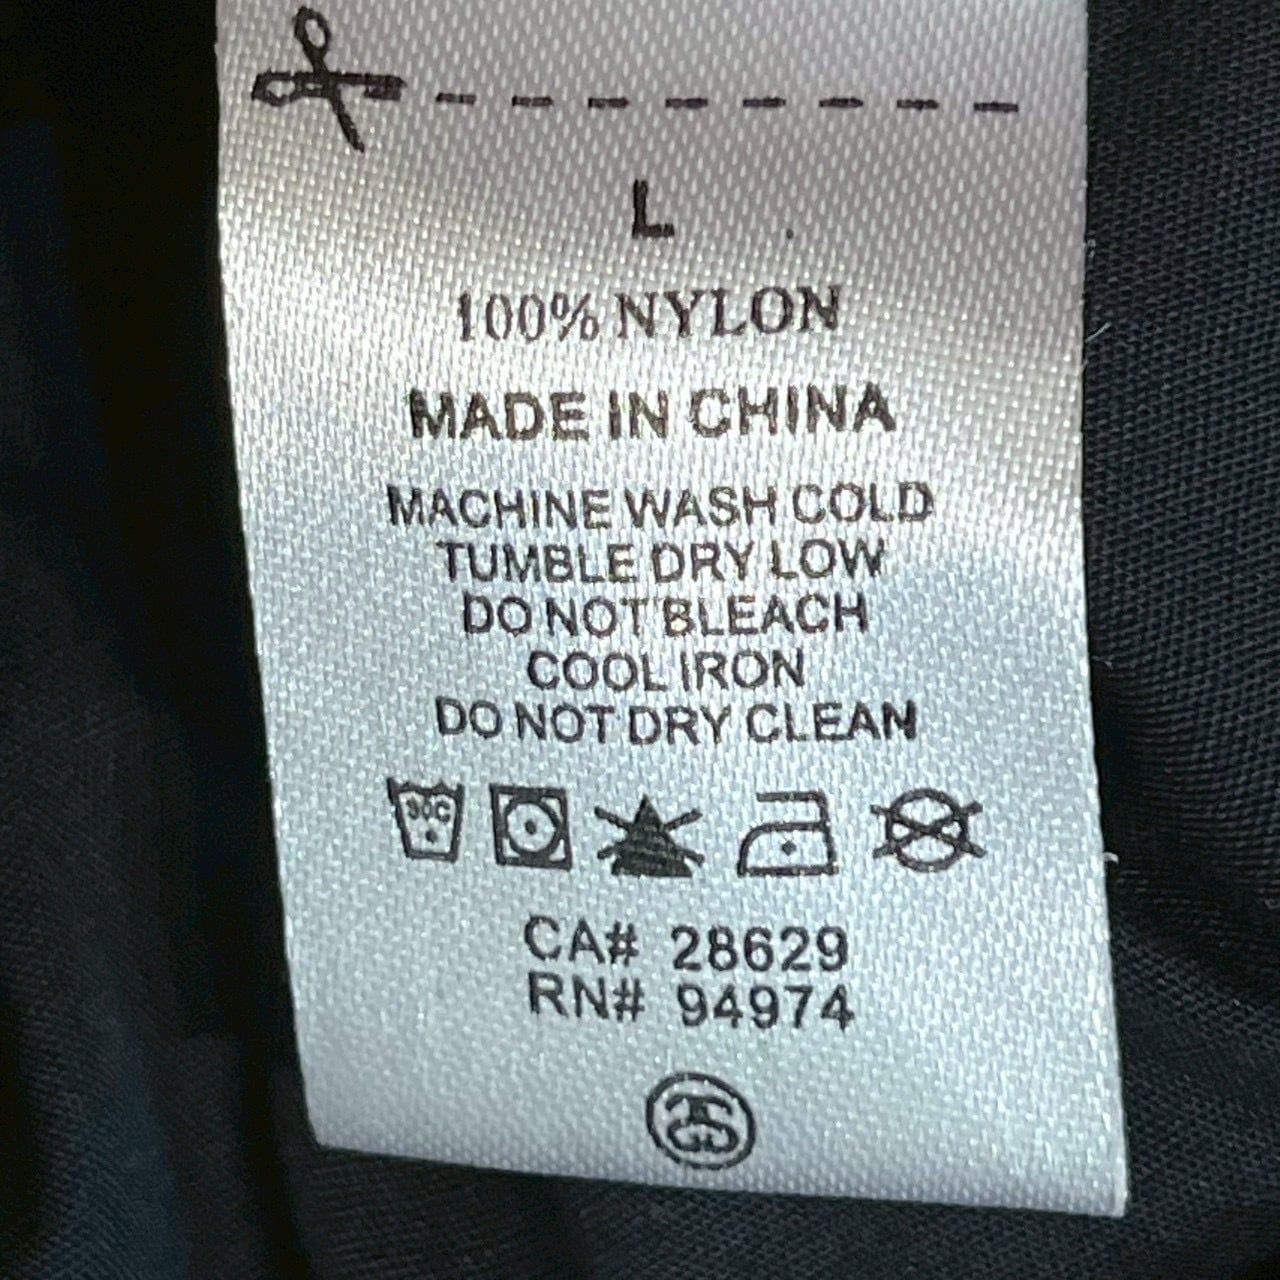 L
100% NYLON
MADE IN CHINA
MACHINE WASH COLD
TUMBLE DRY LOW
DO NOT BLEACH
COOL IRON
DO NOT DRY CLEAN
30C
CA# 28629
RN# 94974